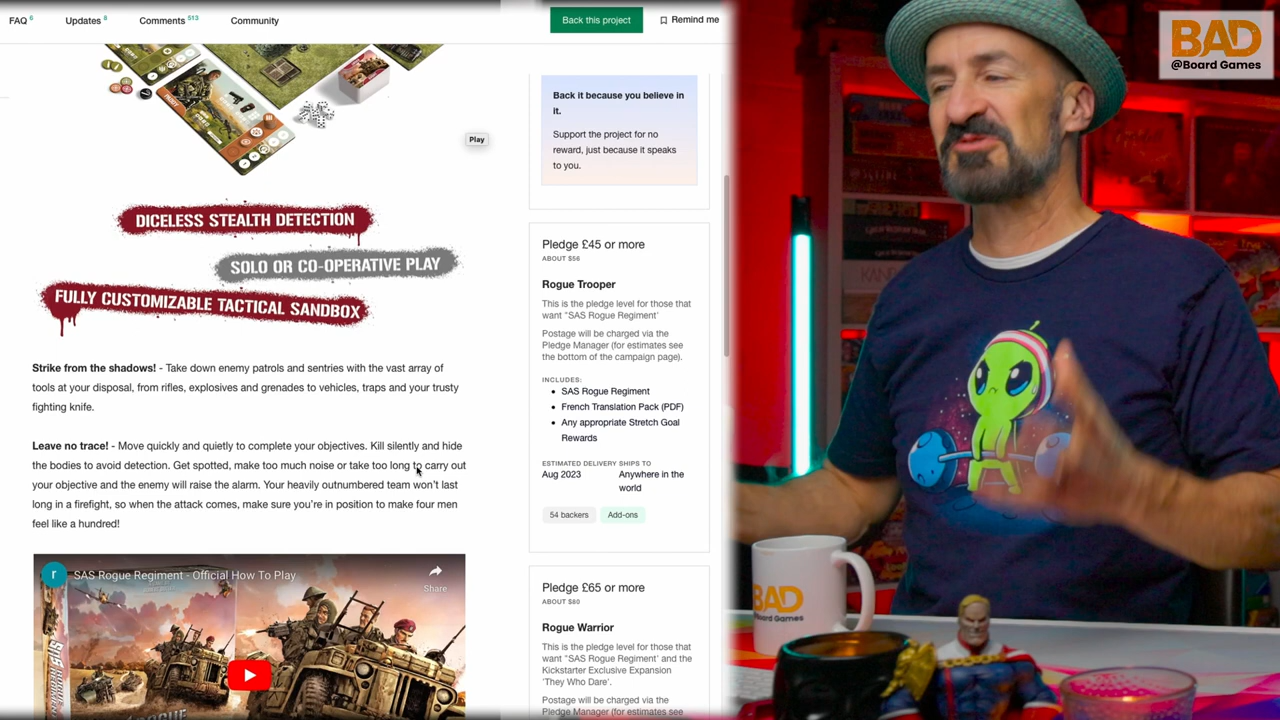 FAQ 6
Updates 8
Comments 513
Community
Back this project
Remind me
Play
DICELESS STEALTH DETECTION
SOLO OR CO-OPERATIVE PLAY
FULLY CUSTOMIZABLE TACTICAL SANDBOX
Strike from the shadows! - Take down enemy patrols and sentries with the vast array of
tools at your disposal, from rifles, explosives and grenades to vehicles, traps and your trusty
fighting knife.
Leave no trace! - Move quickly and quietly to complete your objectives. Kill silently and hide
the bodies to avoid detection. Get spotted, make too much noise or take too long to carry out
your objective and the enemy will raise the alarm. Your heavily outnumbered team won't last
long in a firefight, so when the attack comes, make sure you're in position to make four men
feel like a hundred!
r
SAS Rogue Regiment - Official How To Play
Share
Back it because you believe in
it.
Support the project for no
reward, just because it speaks
to you.
Pledge £45 or more
ABOUT $56
Rogue Trooper
This is the pledge level for those that
want "SAS Rogue Regiment'
Postage will be charged via the
Pledge Manager (for estimates see
the bottom of the campaign page).
INCLUDES:
SAS Rogue Regiment
French Translation Pack (PDF)
Any appropriate Stretch Goal
Rewards
ESTIMATED DELIVERY
Aug 2023
SHIPS TO
Anywhere in the
world
54 backers
Add-ons
Pledge £65 or more
ABOUT $80
Rogue Warrior
This is the pledge level for those that
want "SAS Rogue Regiment' and the
Kickstarter Exclusive Expansion
'They Who Dare'.
Postage will be charged via the
Pledge Manager (for estimates see
BAD
@Board Games
BAD
@Board Games